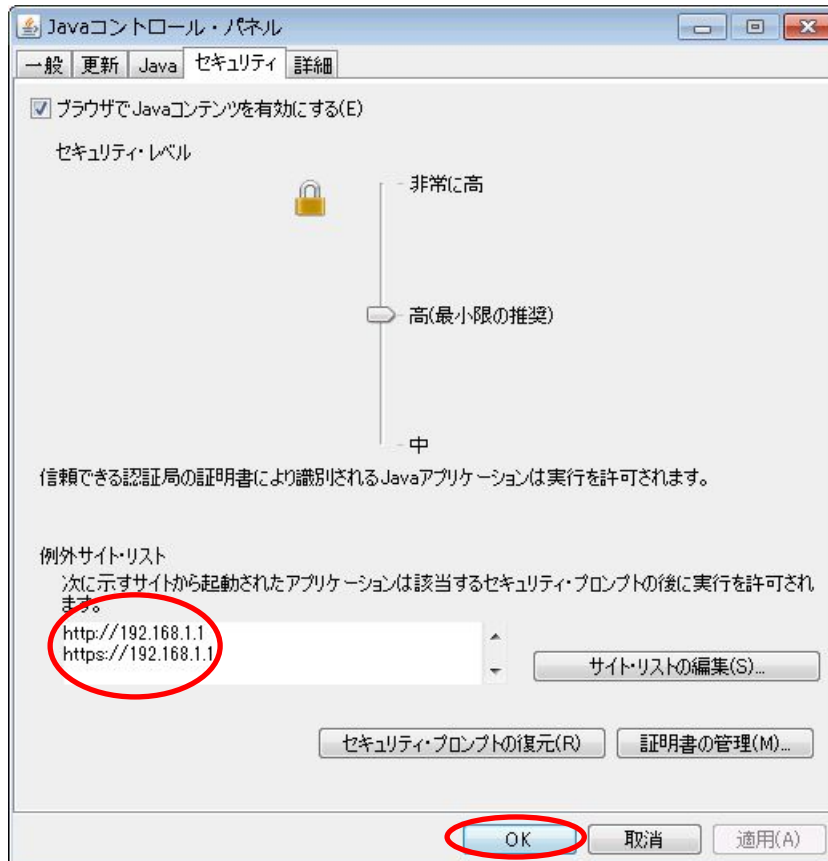 Javaコントロール・パネル
一般 更新 Java セキュリティ 詳細
ブラウザでJavaコンテンツを有効にする(E)
セキュリティ・レベル
非常に高
高(最小限の推奨)
中
信頼できる認証局の証明書により識別されるJavaアプリケーションは実行を許可されます。
例外サイト・リスト
次に示すサイトから起動されたアプリケーションは該当するセキュリティ・プロンプトの後に実行を許可され
ます。
http://192.168.1.1
https://192.168.1.1
サイト・リストの編集(S)...
セキュリティ・プロンプトの復元(R) 証明書の管理(M)...
OK 取消 適用(A)